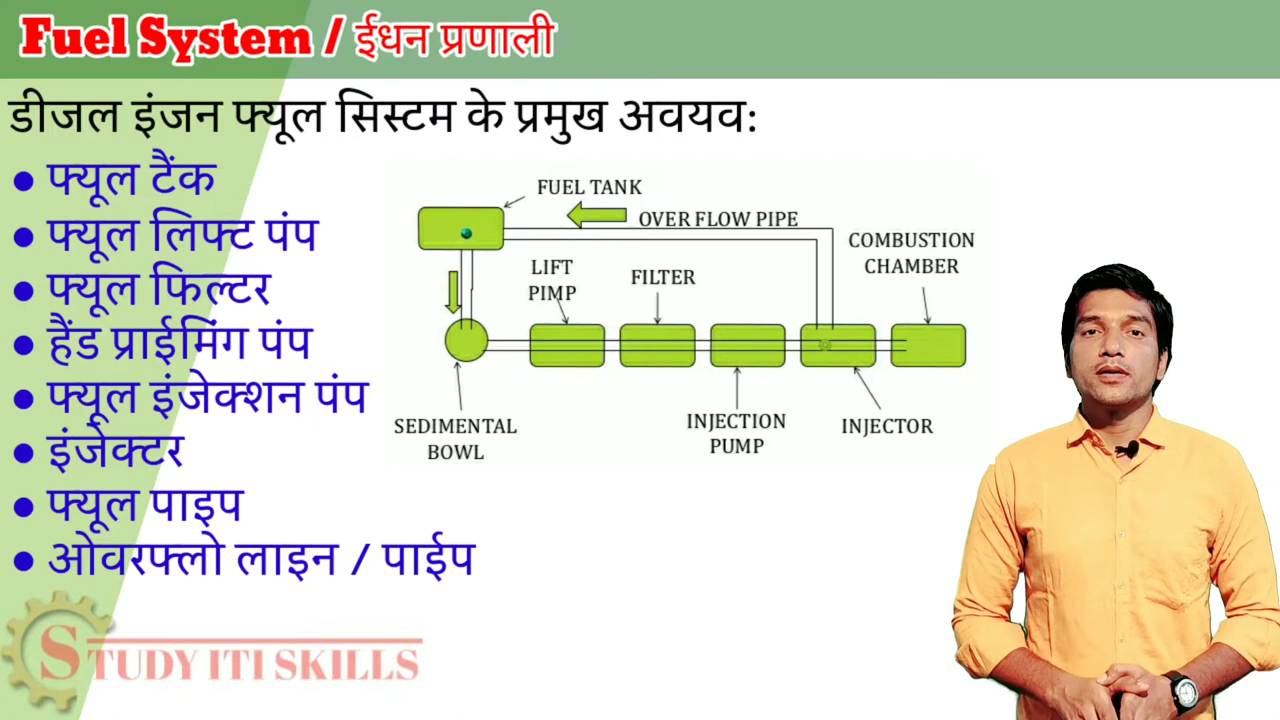 Fuel System / ईधन प्रणाली
डीजल इंजन फ्यूल सिस्टम के प्रमुख अवयव:
● फ्यूल टैंक
● फ्यूल लिफ्ट पंप
● फ्यूल फिल्टर
● हैंड प्राईमिंग पंप
● फ्यूल इंजेक्शन पंप
● इंजेक्टर
● फ्यूल पाइप
● ओवरफ्लो लाइन / पाईप
FUEL TANK
OVER FLOW PIPE
COMBUSTION
CHAMBER
LIFT
PIMP
FILTER
SEDIMENTAL
BOWL
INJECTION
PUMP
INJECTOR
STUDY ITI SKILLS